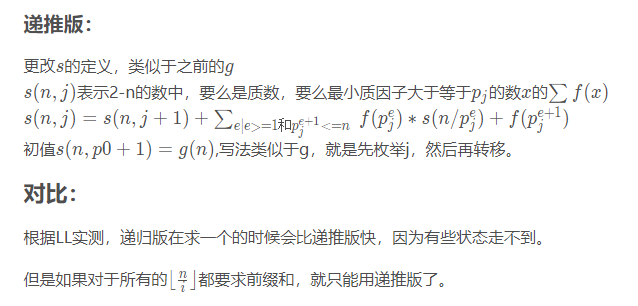 递推版：
更改$s$的定义，类似于之前的$g$
$s(n,j)$表示2-n的数中，要么是质数，要么最小质因子大于等于$p_j$的数$x$的$\sum f(x)$
$s(n,j) = s(n,j+1) + \sum_{e|e>=1和p_j^{e+1}<=n} f(p_j^e) * s(n/p_j^e) + f(p_j^{e+1})$
初值$s(n,p0+1) = g(n)$,写法类似于g，就是先枚举j，然后再转移。
对比：
根据LL实测，递归版在求一个的时候会比递推版快，因为有些状态走不到。
但是如果对于所有的$\lfloor \frac{n}{i} \rfloor$都要求前缀和，就只能用递推版了。